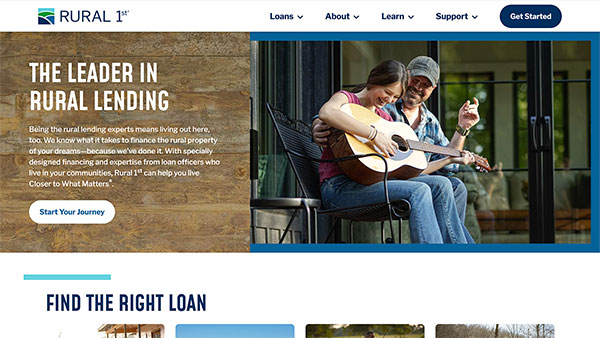 RURAL 1st
Loans
About
Learn
Support
Get Started
THE LEADER IN
RURAL LENDING
Being the rural lending experts means living out here,
too. We know what it takes to finance the rural property
of your dreams—because we've done it. With specially
designed financing and expertise from loan officers who
live in your communities, Rural 1st can help you live
Closer to What Matters®.
Start Your Journey
FIND THE RIGHT LOAN